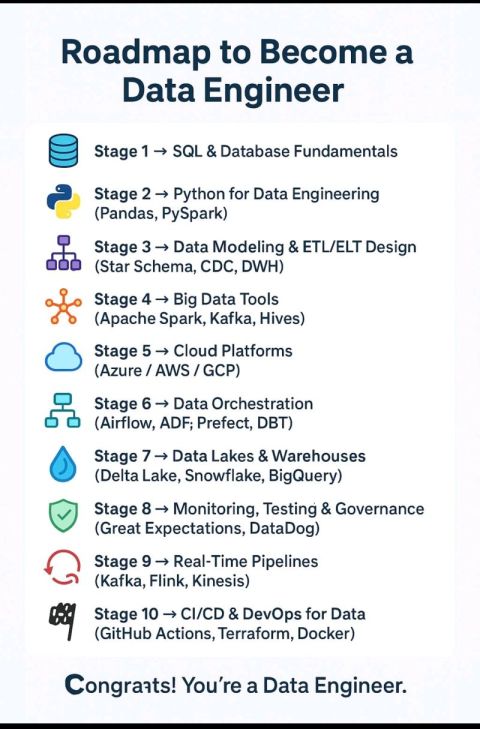 Roadmap to Become a
Data Engineer
Stage 1 → SQL & Database Fundamentals
Stage 2 → Python for Data Engineering
(Pandas, PySpark)
Stage 3 → Data Modeling & ETL/ELT Design
(Star Schema, CDC, DWH)
Stage 4 → Big Data Tools
(Apache Spark, Kafka, Hives)
Stage 5 → Cloud Platforms
(Azure / AWS / GCP)
Stage 6 → Data Orchestration
(Airflow, ADF; Prefect, DBT)
Stage 7 → Data Lakes & Warehouses
(Delta Lake, Snowflake, BigQuery)
Stage 8 → Monitoring, Testing & Governance
(Great Expectations, DataDog)
Stage 9 → Real-Time Pipelines
(Kafka, Flink, Kinesis)
Stage 10 → CI/CD & DevOps for Data
(GitHub Actions, Terraform, Docker)
Congrats! You're a Data Engineer.